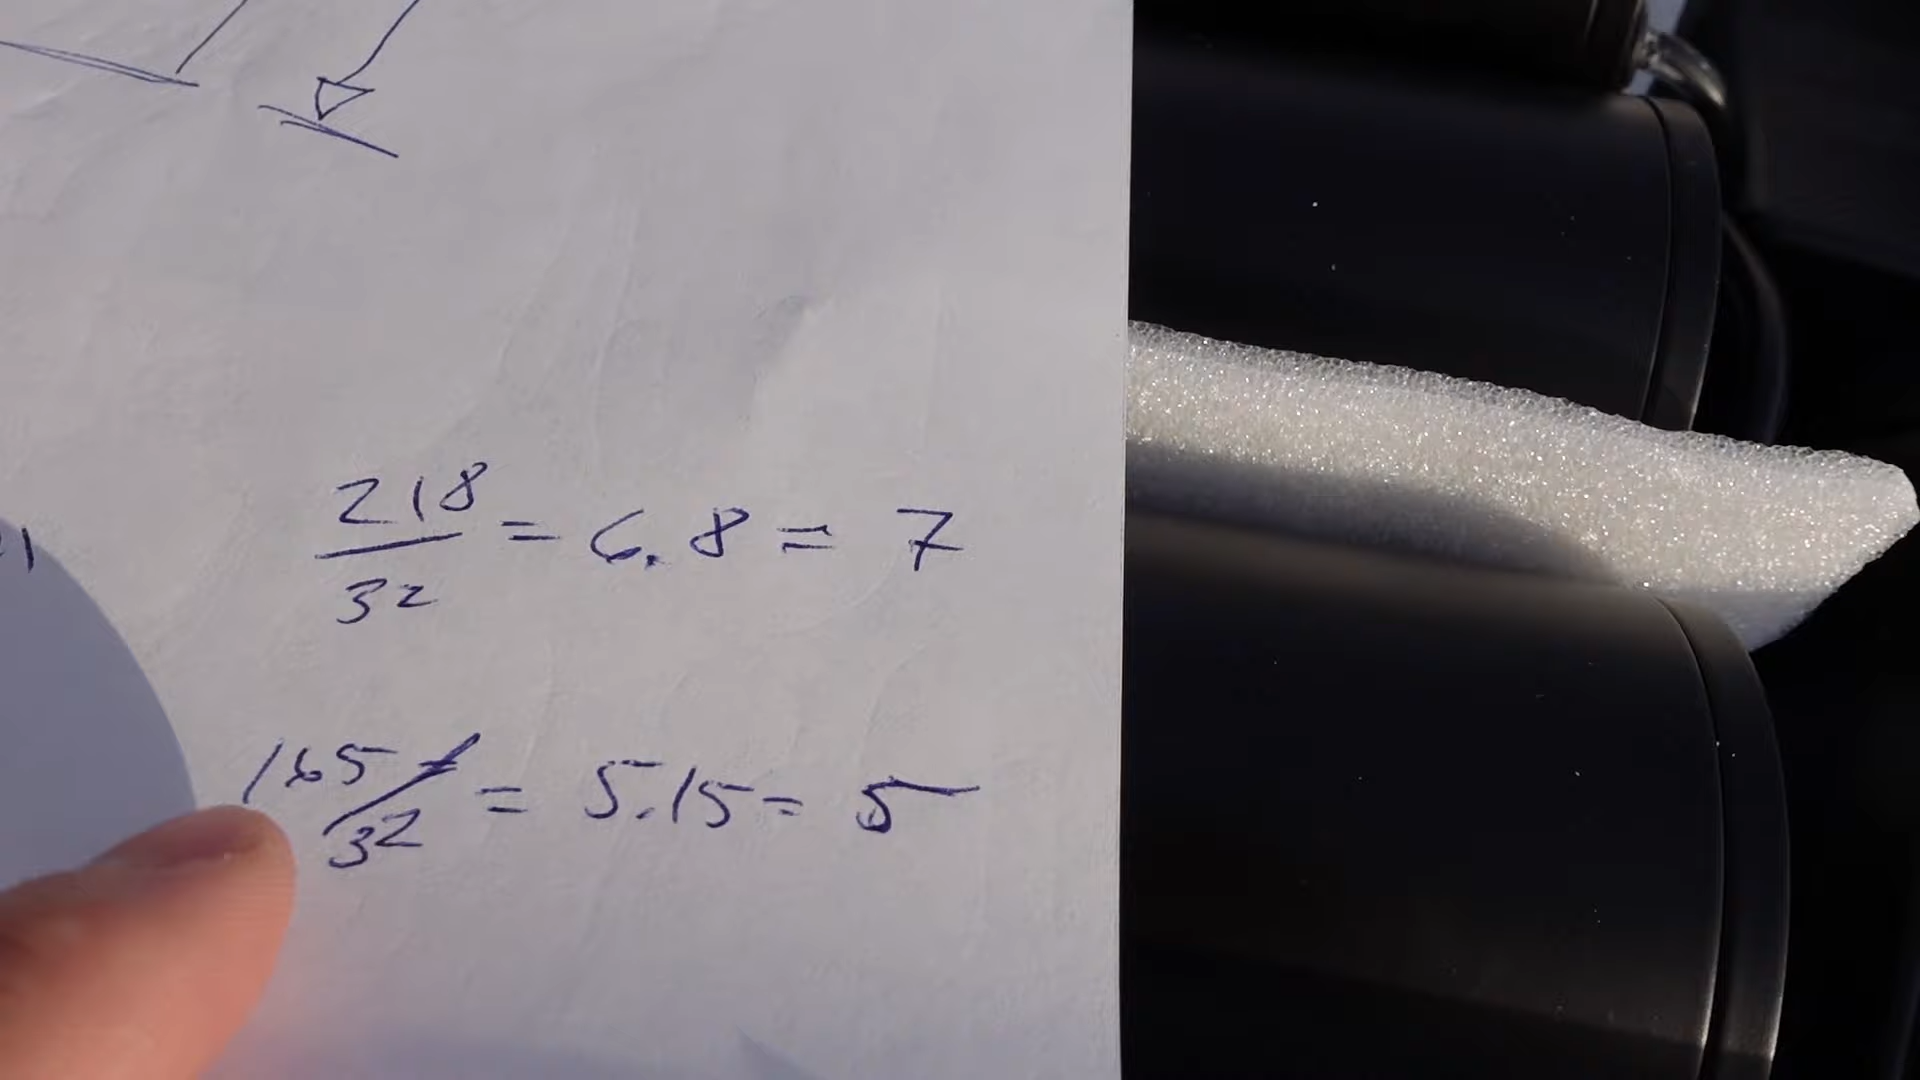 218
/32 = 6.8 = 7
165/32 = 5.15 = 5